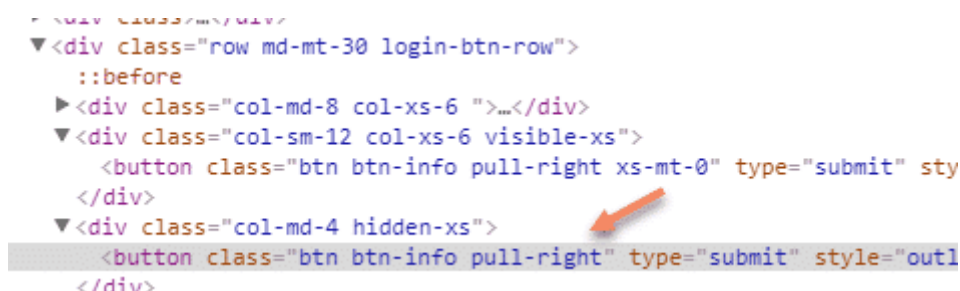 <div class="row md-mt-30 login-btn-row">
::before
<div class="col-md-8 col-xs-6 ">…</div>
<div class="col-sm-12 col-xs-6 visible-xs">
<button class="btn btn-info pull-right xs-mt-0" type="submit" sty
</div>
<div class="col-md-4 hidden-xs">
<button class="btn btn-info pull-right" type="submit" style="outl
</div>